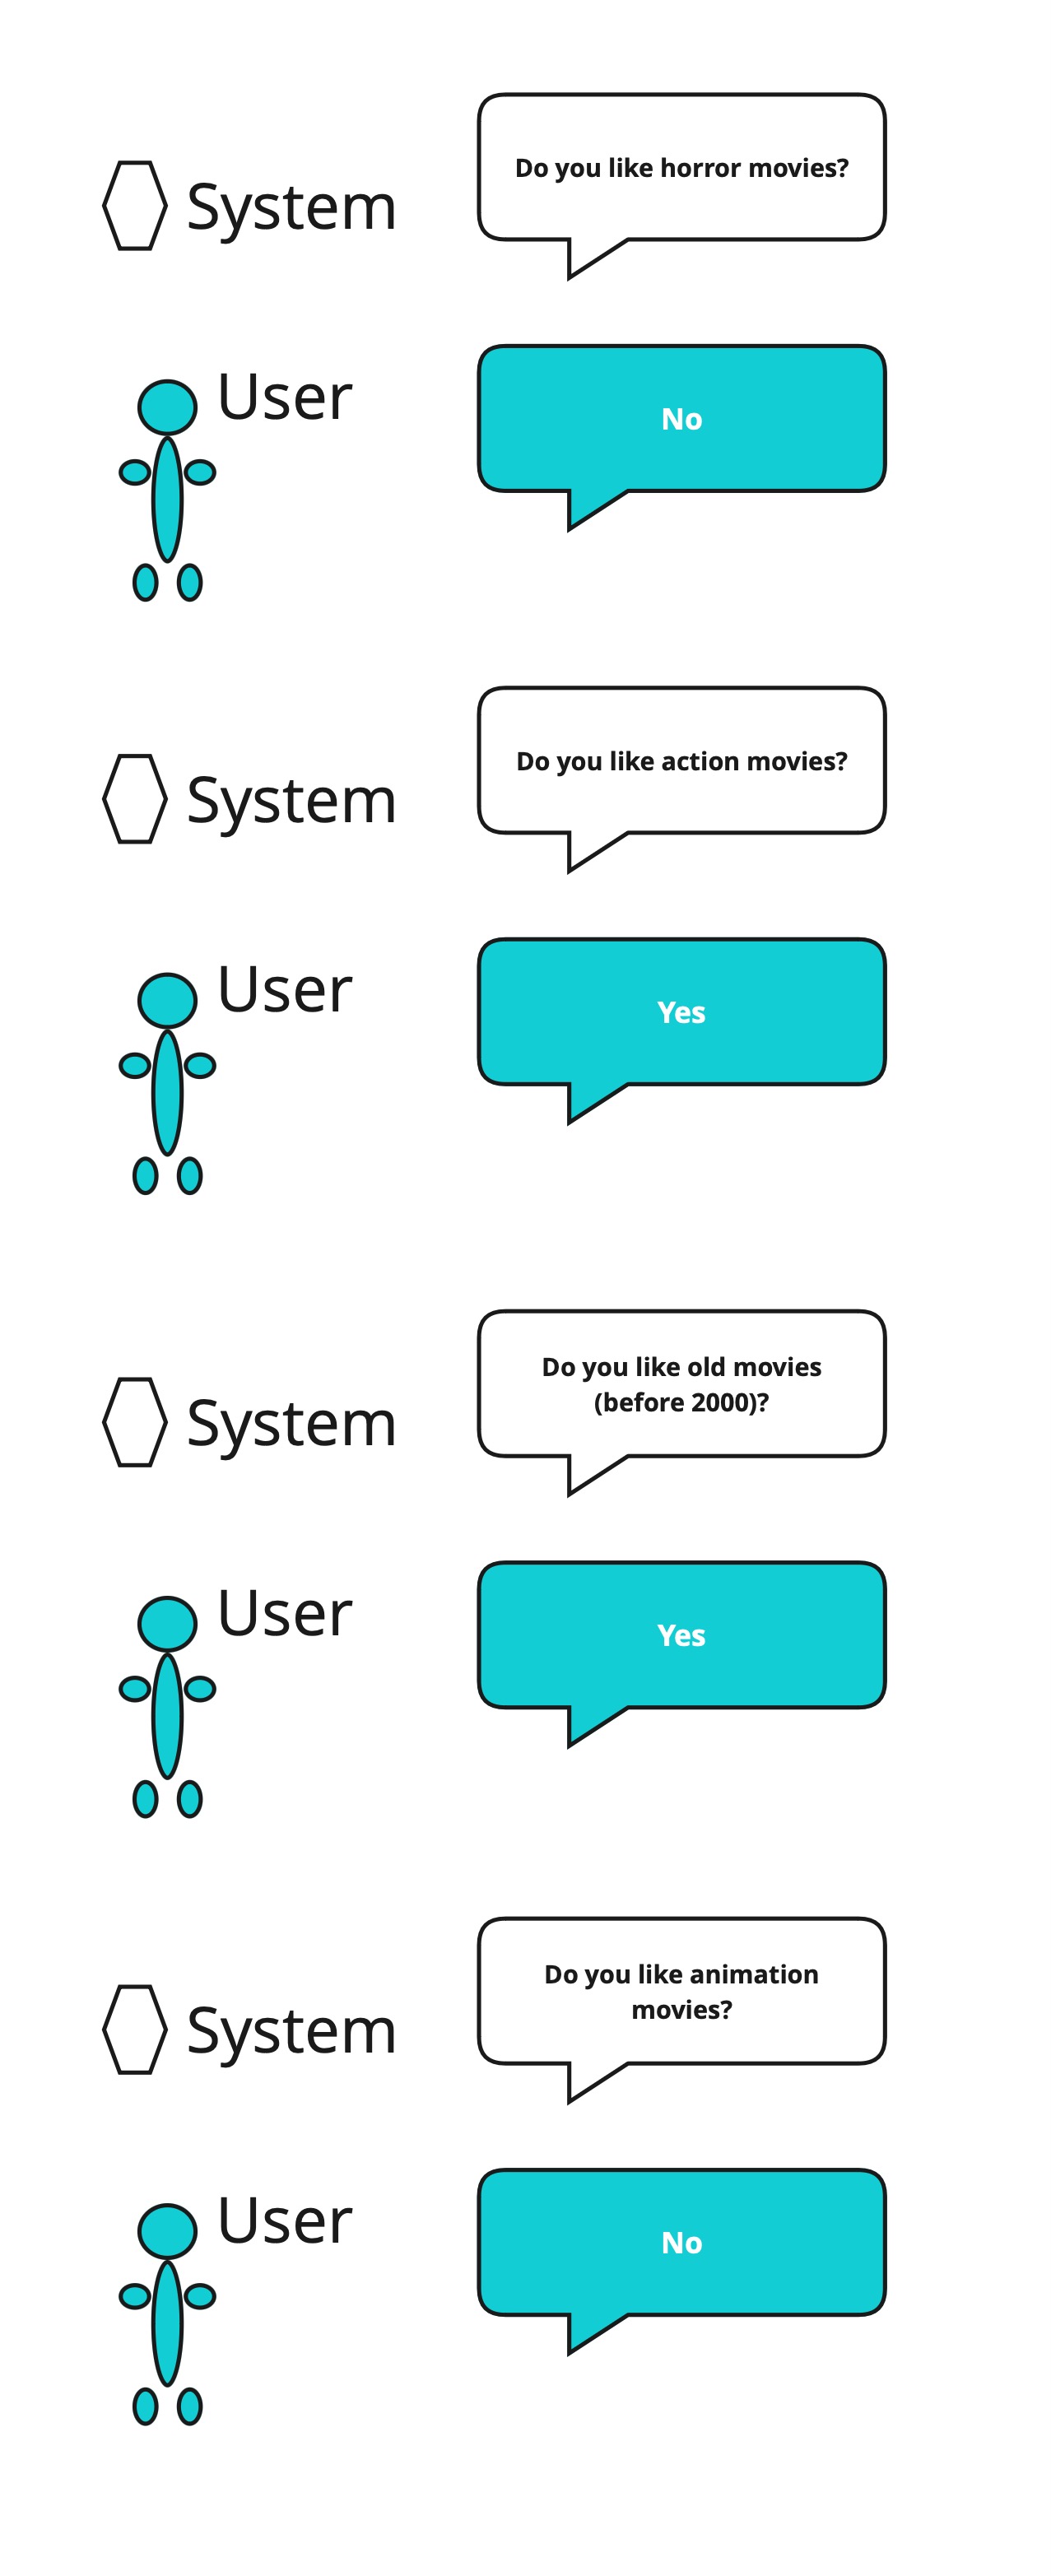 Do you like horror movies?
System
User
No
Do you like action movies?
System
User
Yes
Do you like old movies
(before 2000)?
System
User
Yes
Do you like animation
movies?
System
User
No